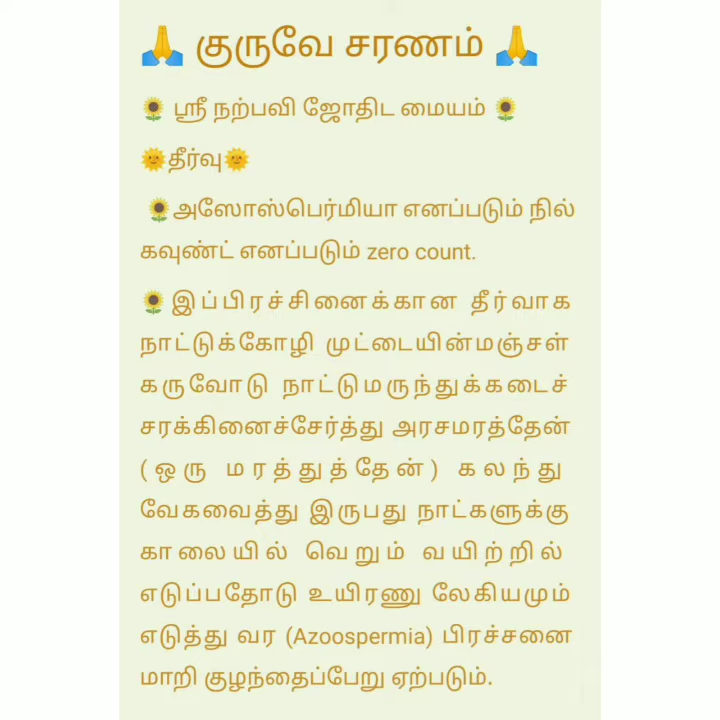 🙏 குருவே சரணம் 🙏
🌻 ஸ்ரீ நற்பவி ஜோதிட மையம் 🌻
🌞தீர்வு🌞
🌻அஸோஸ்பெர்மியா எனப்படும் நில்
கவுண்ட் எனப்படும் zero count.
🌻இப்பிரச்சினைக்கான தீர்வாக
நாட்டுக்கோழி முட்டையின்மஞ்சள்
கருவோடு நாட்டுமருந்துக்கடைச்
சரக்கினைச்சேர்த்து அரசமரத்தேன்
(ஒரு மரத்துத்தேன்) கலந்து
வேகவைத்து இருபது நாட்களுக்கு
காலையில் வெறும் வயிற்றில்
எடுப்பதோடு உயிரணு லேகியமும்
எடுத்து வர (Azoospermia) பிரச்சனை
மாறி குழந்தைப்பேறு ஏற்படும்.